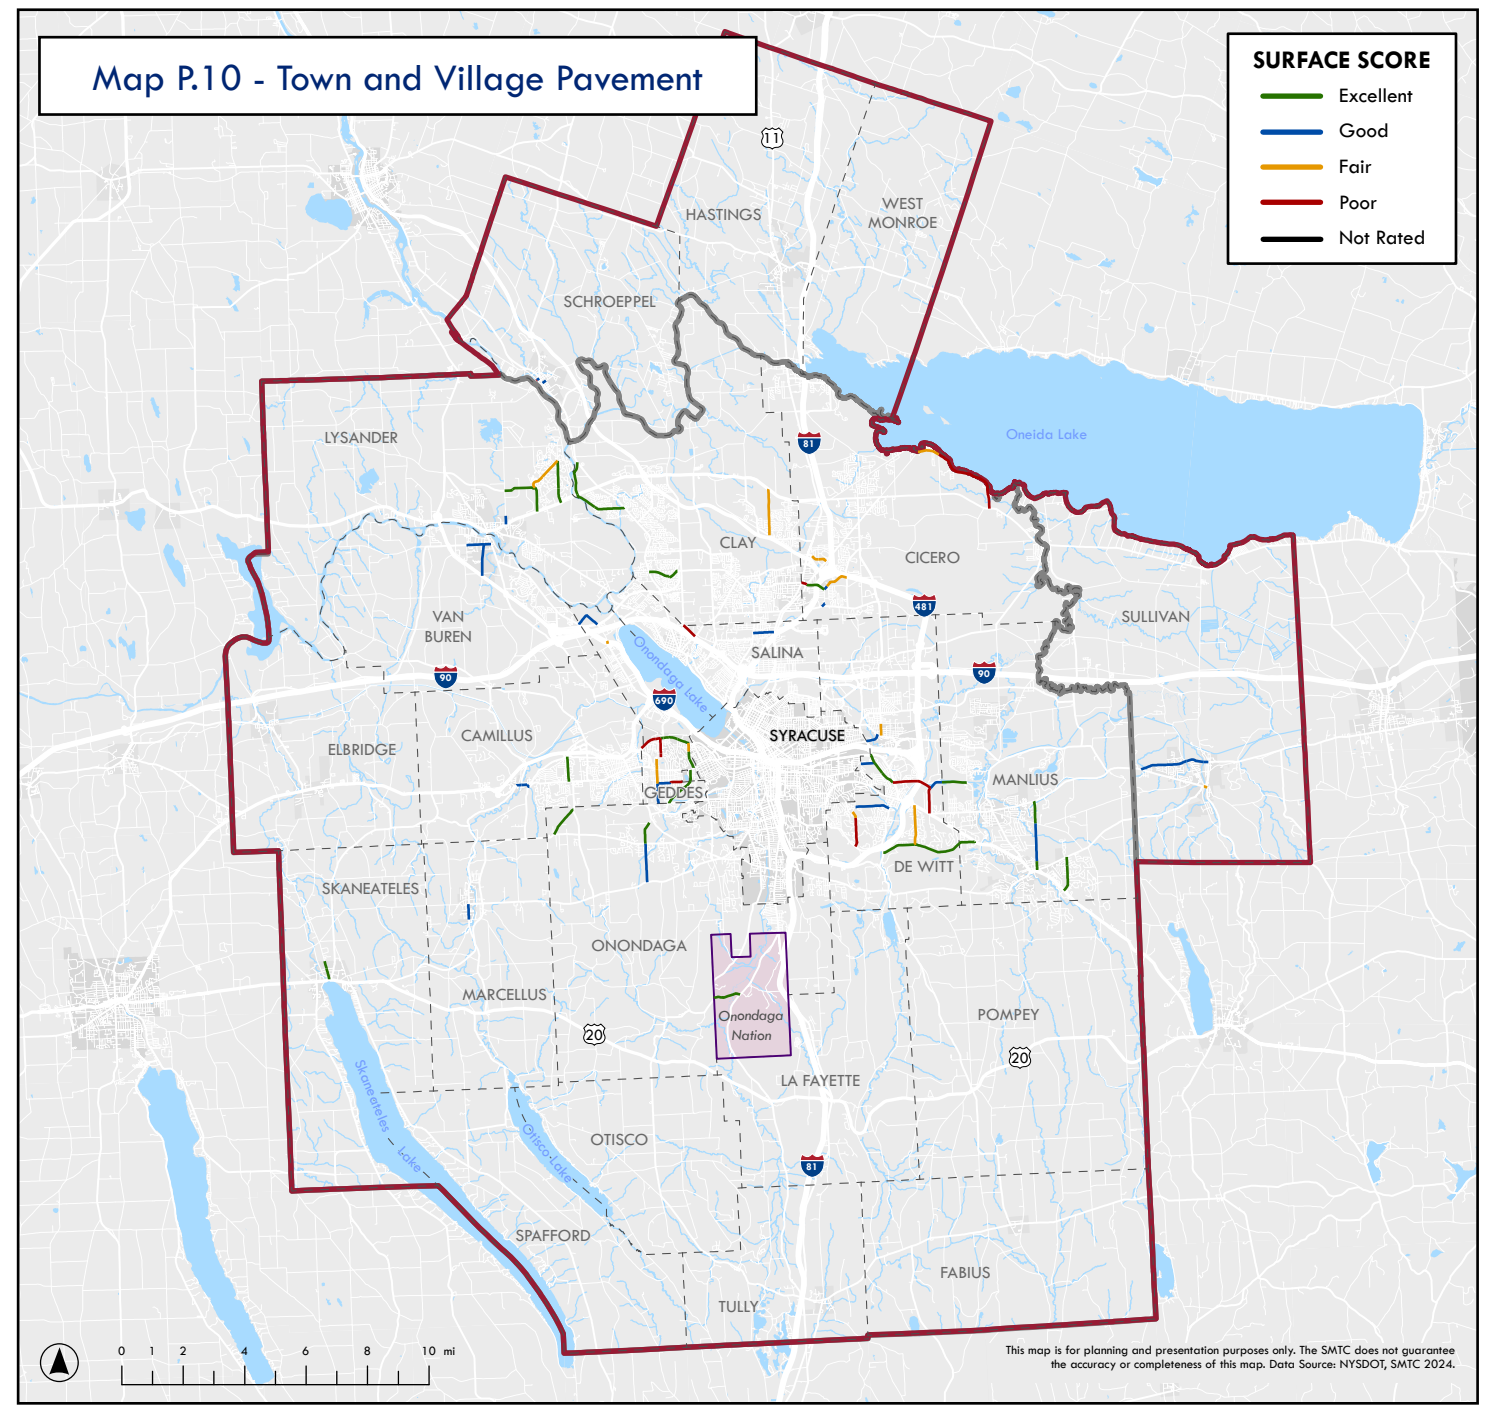 Map P.10 - Town and Village Pavement
SURFACE SCORE
Excellent
Good
Fair
Poor
Not Rated
11
HASTINGS
WEST
MONROE
SCHROEPPEL
LYSANDER
81
Oneida Lake
CLAY
CICERO
481
SULLIVAN
VAN
BUREN
SALINA
90
90
Onondaga Lake
690
ELBRIDGE
CAMILLUS
SYRACUSE
MANLIUS
GEDDES
DE WITT
SKANEATELES
ONONDAGA
MARCELLUS
Onondaga
Nation
POMPEY
20
20
LA FAYETTE
Skaneateles
Lake
Otisco Lake
OTISCO
81
SPAFFORD
FABIUS
TULLY
0 1 2 4 6 8 10 mi
This map is for planning and presentation purposes only. The SMTC does not guarantee
the accuracy or completeness of this map. Data Source: NYSDOT, SMTC 2024.